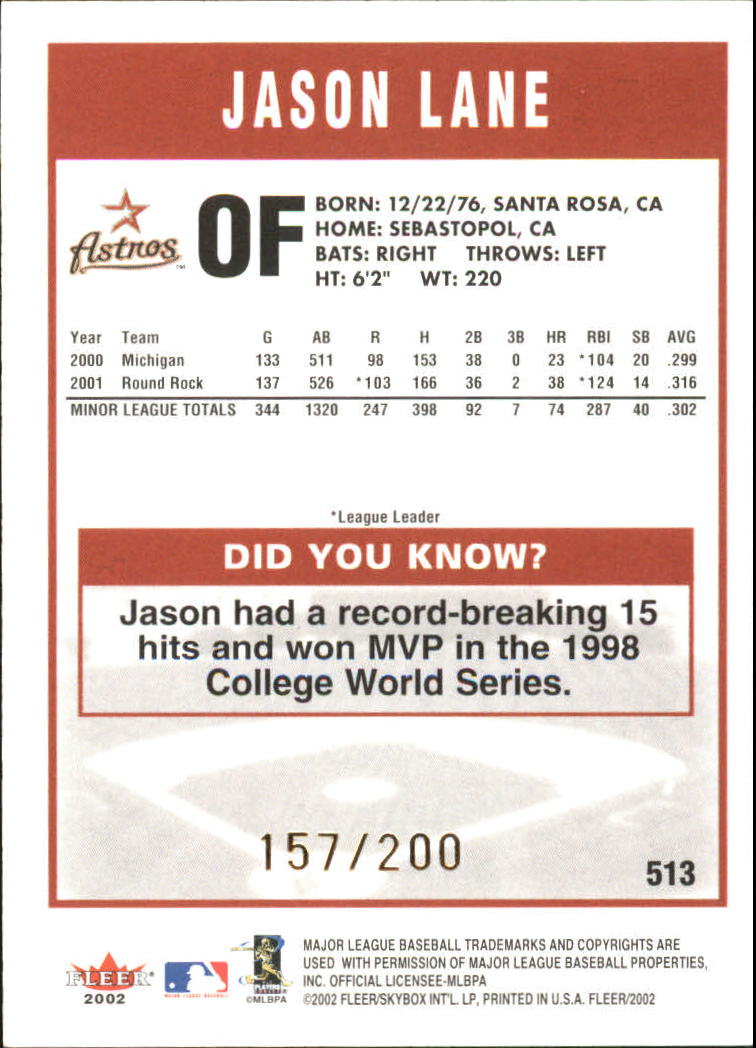 JASON LANE
Astros
OF
BORN: 12/22/76, SANTA ROSA, CA
HOME: SEBASTOPOL, CA
BATS: RIGHT THROWS: LEFT
HT: 6'2" WT: 220
Year Team G AB R H 2B 3B HR RBI SB AVG
2000 Michigan 133 511 98 153 38 0 23 *104 20 .299
2001 Round Rock 137 526 *103 166 36 2 38 *124 14 .316
MINOR LEAGUE TOTALS 344 1320 247 398 92 7 74 287 40 .302
*League Leader
DID YOU KNOW?
Jason had a record-breaking 15
hits and won MVP in the 1998
College World Series.
157/200
513
FLEER®
2002
MAJOR LEAGUE BASEBALL
PLAYERS
©MLBPA
MAJOR LEAGUE BASEBALL TRADEMARKS AND COPYRIGHTS ARE
USED WITH PERMISSION OF MAJOR LEAGUE BASEBALL PROPERTIES,
INC. OFFICIAL LICENSEE-MLBPA
©2002 FLEER/SKYBOX INT'L. LP, PRINTED IN U.S.A. FLEER/2002